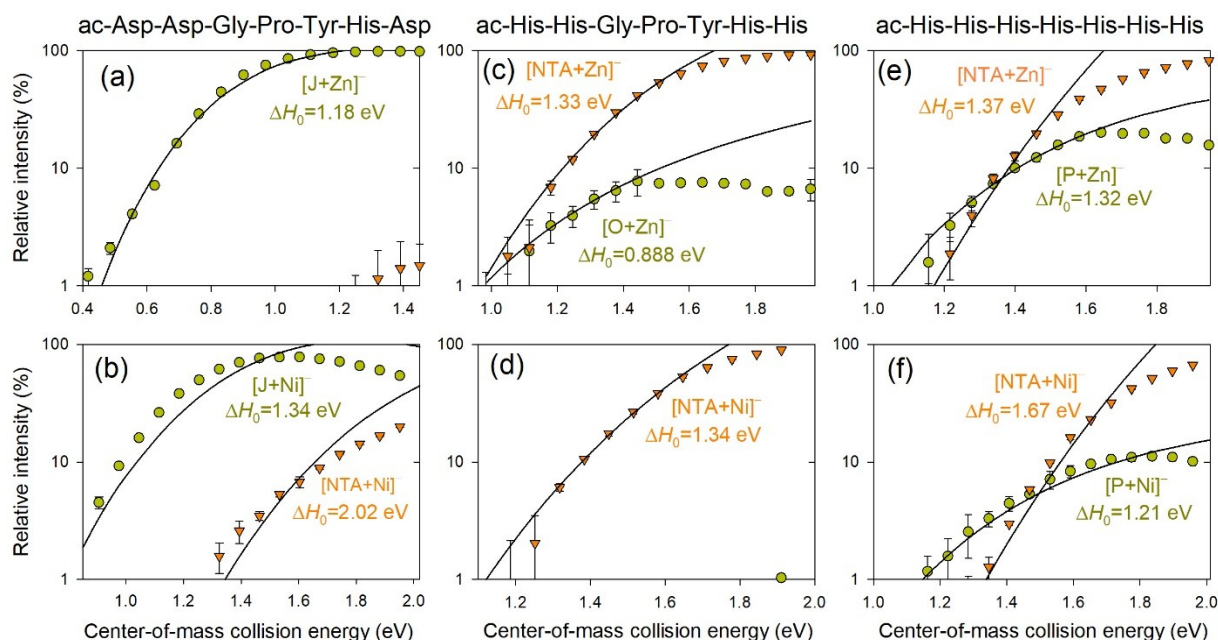 ac-Asp-Asp-Gly-Pro-Tyr-His-Asp
ac-His-His-Gly-Pro-Tyr-His-His
ac-His-His-His-His-His-His-His
Relative intensity (%)
100
10
1
(a)
[J+Zn]⁻
ΔH₀=1.18 eV
0.4 0.6 0.8 1.0 1.2 1.4
(c)
100
10
1
[NTA+Zn]⁻
ΔH₀=1.33 eV
[O+Zn]⁻
ΔH₀=0.888 eV
1.0 1.2 1.4 1.6 1.8
(e)
100
10
1
[NTA+Zn]⁻
ΔH₀=1.37 eV
[P+Zn]⁻
ΔH₀=1.32 eV
1.0 1.2 1.4 1.6 1.8
Relative intensity (%)
100
10
1
(b)
[J+Ni]⁻
ΔH₀=1.34 eV
[NTA+Ni]⁻
ΔH₀=2.02 eV
1.0 1.2 1.4 1.6 1.8 2.0
Center-of-mass collision energy (eV)
(d)
100
10
1
[NTA+Ni]⁻
ΔH₀=1.34 eV
1.2 1.4 1.6 1.8 2.0
Center-of-mass collision energy (eV)
(f)
100
10
1
[NTA+Ni]⁻
ΔH₀=1.67 eV
[P+Ni]⁻
ΔH₀=1.21 eV
1.0 1.2 1.4 1.6 1.8 2.0
Center-of-mass collision energy (eV)